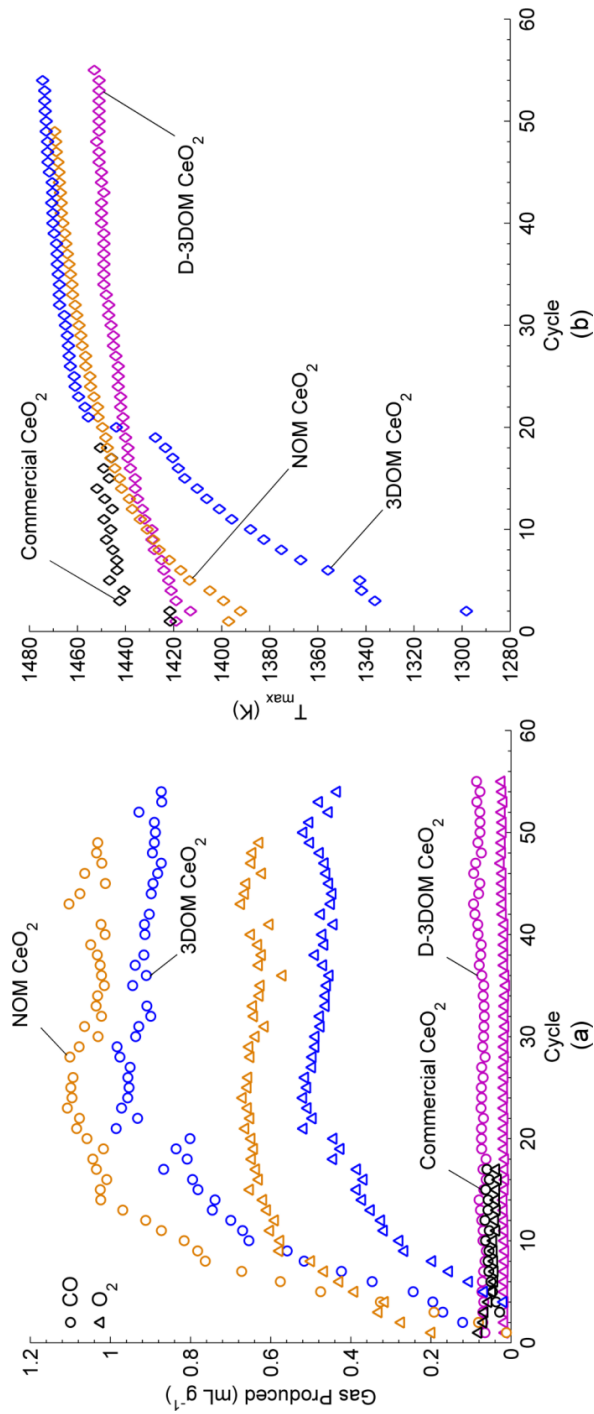 1.2
1
0.8
0.6
0.4
0.2
0
Gas Produced (mL g⁻¹)
CO
O₂
NOM CeO₂
3DOM CeO₂
Commercial CeO₂
D-3DOM CeO₂
0 10 20 30 40 50 60
Cycle
(a)
1480
1460
1440
1420
1400
1380
1360
1340
1320
1300
1280
Tmax (K)
Commercial CeO₂
D-3DOM CeO₂
NOM CeO₂
3DOM CeO₂
0 10 20 30 40 50 60
Cycle
(b)